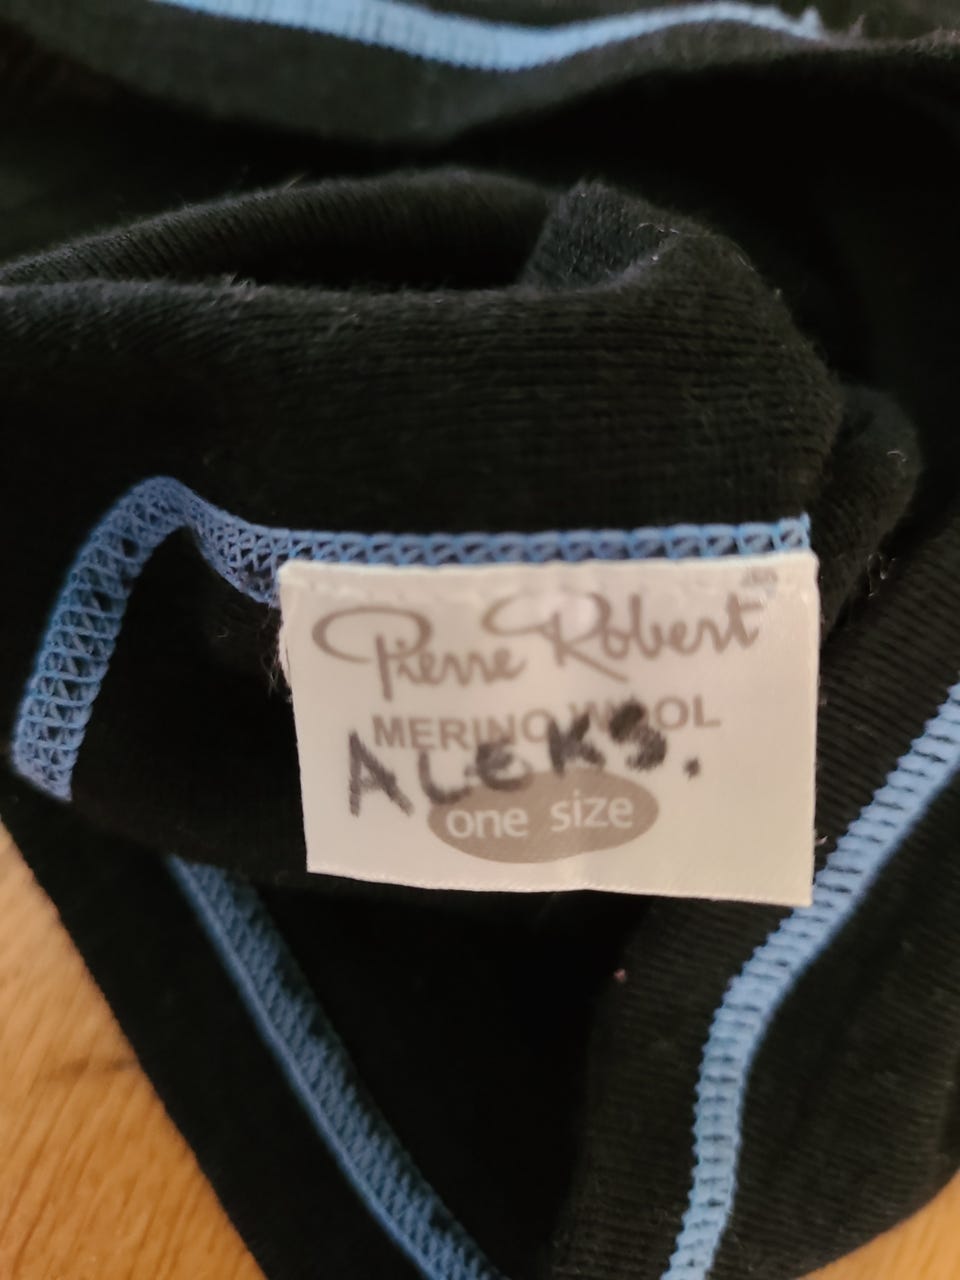 Pierre Robert
MERINO WOOL
ALEKS.
one size